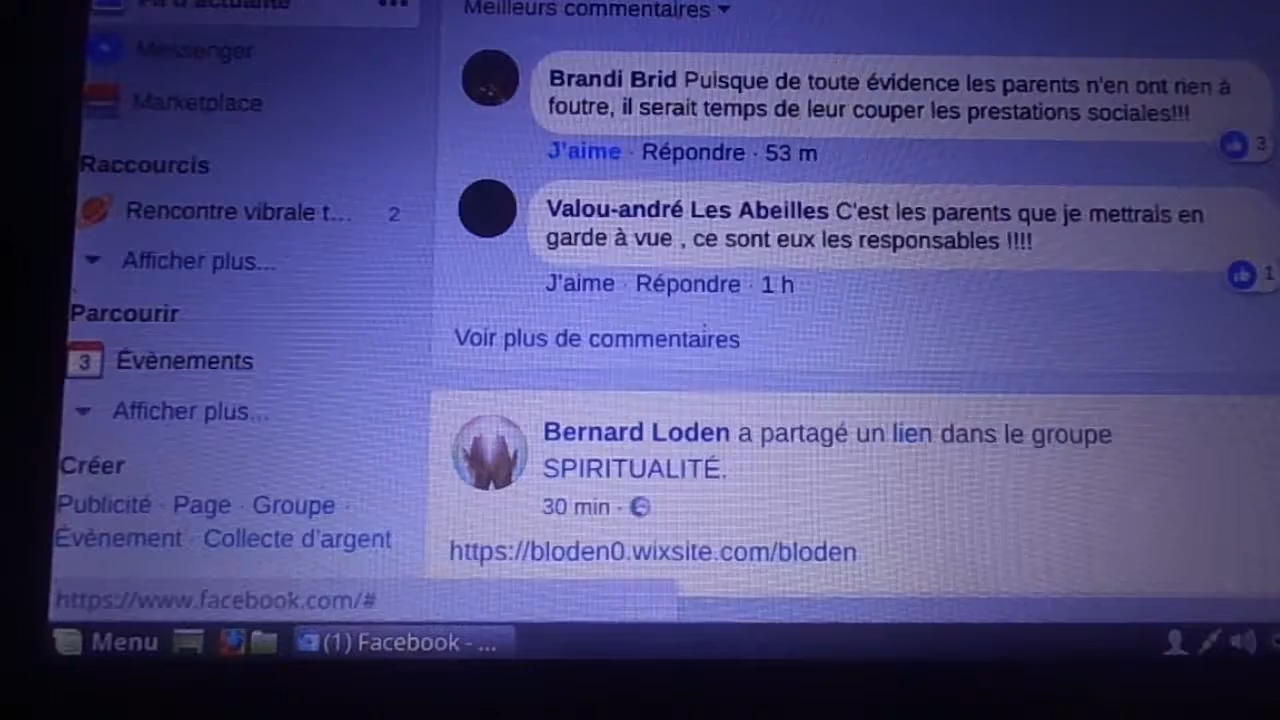 Fil d'actualité
Meilleurs commentaires
Messenger
Marketplace
Raccourcis
Rencontre vibrale t... 2
Afficher plus...
Parcourir
3 Évènements
Afficher plus...
Créer
Publicité · Page · Groupe ·
Évènement · Collecte d'argent
Brandi Brid Puisque de toute évidence les parents n'en ont rien à
foutre, il serait temps de leur couper les prestations sociales!!!
3
J'aime · Répondre · 53 m
Valou-andré Les Abeilles C'est les parents que je mettrais en
garde à vue , ce sont eux les responsables !!!!
1
J'aime · Répondre · 1 h
Voir plus de commentaires
Bernard Loden a partagé un lien dans le groupe
SPIRITUALITÉ.
30 min ·
https://bloden0.wixsite.com/bloden
https://www.facebook.com/#
Menu
(1) Facebook - ...